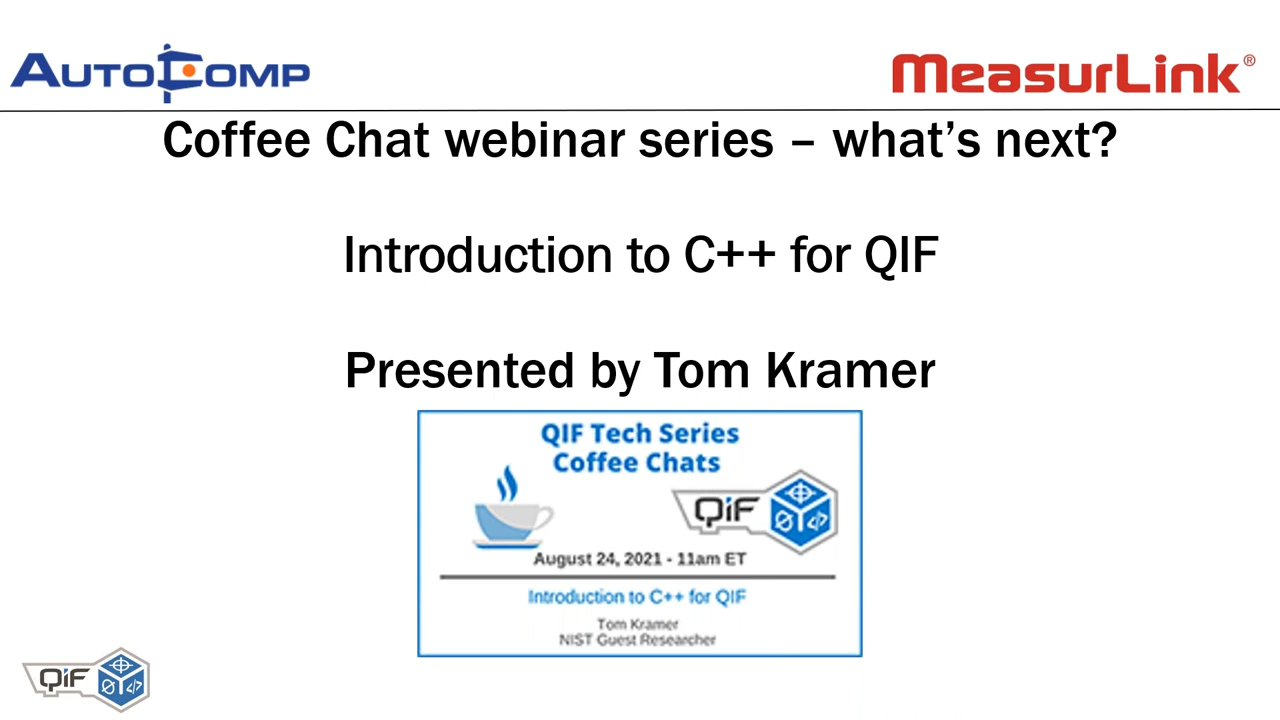 AUTOCOMP
MeasurLink®
Coffee Chat webinar series – what's next?
Introduction to C++ for QIF
Presented by Tom Kramer
QIF Tech Series
Coffee Chats
QiF
August 24, 2021 - 11am ET
Introduction to C++ for QIF
Tom Kramer
NIST Guest Researcher
QiF